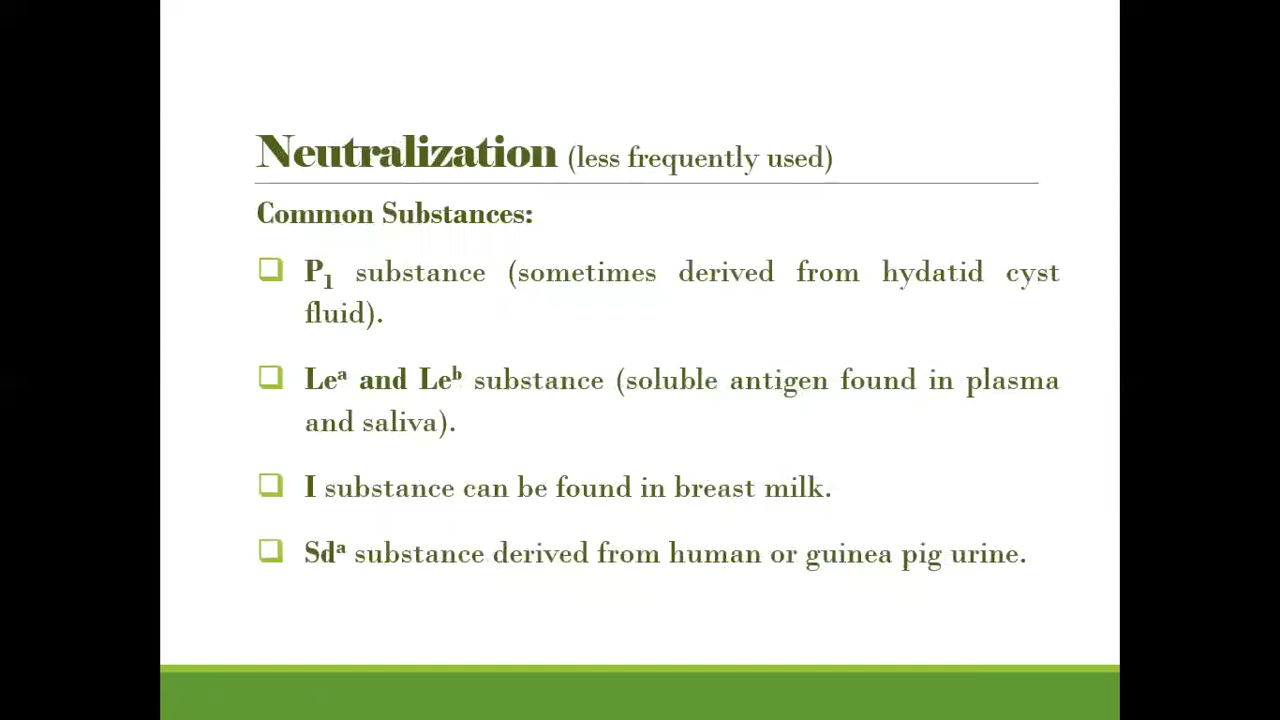 Neutralization (less frequently used)
Common Substances:
❑ P₁ substance (sometimes derived from hydatid cyst
fluid).
❑ Leᵃ and Leᵇ substance (soluble antigen found in plasma
and saliva).
❑ I substance can be found in breast milk.
❑ Sdᵃ substance derived from human or guinea pig urine.